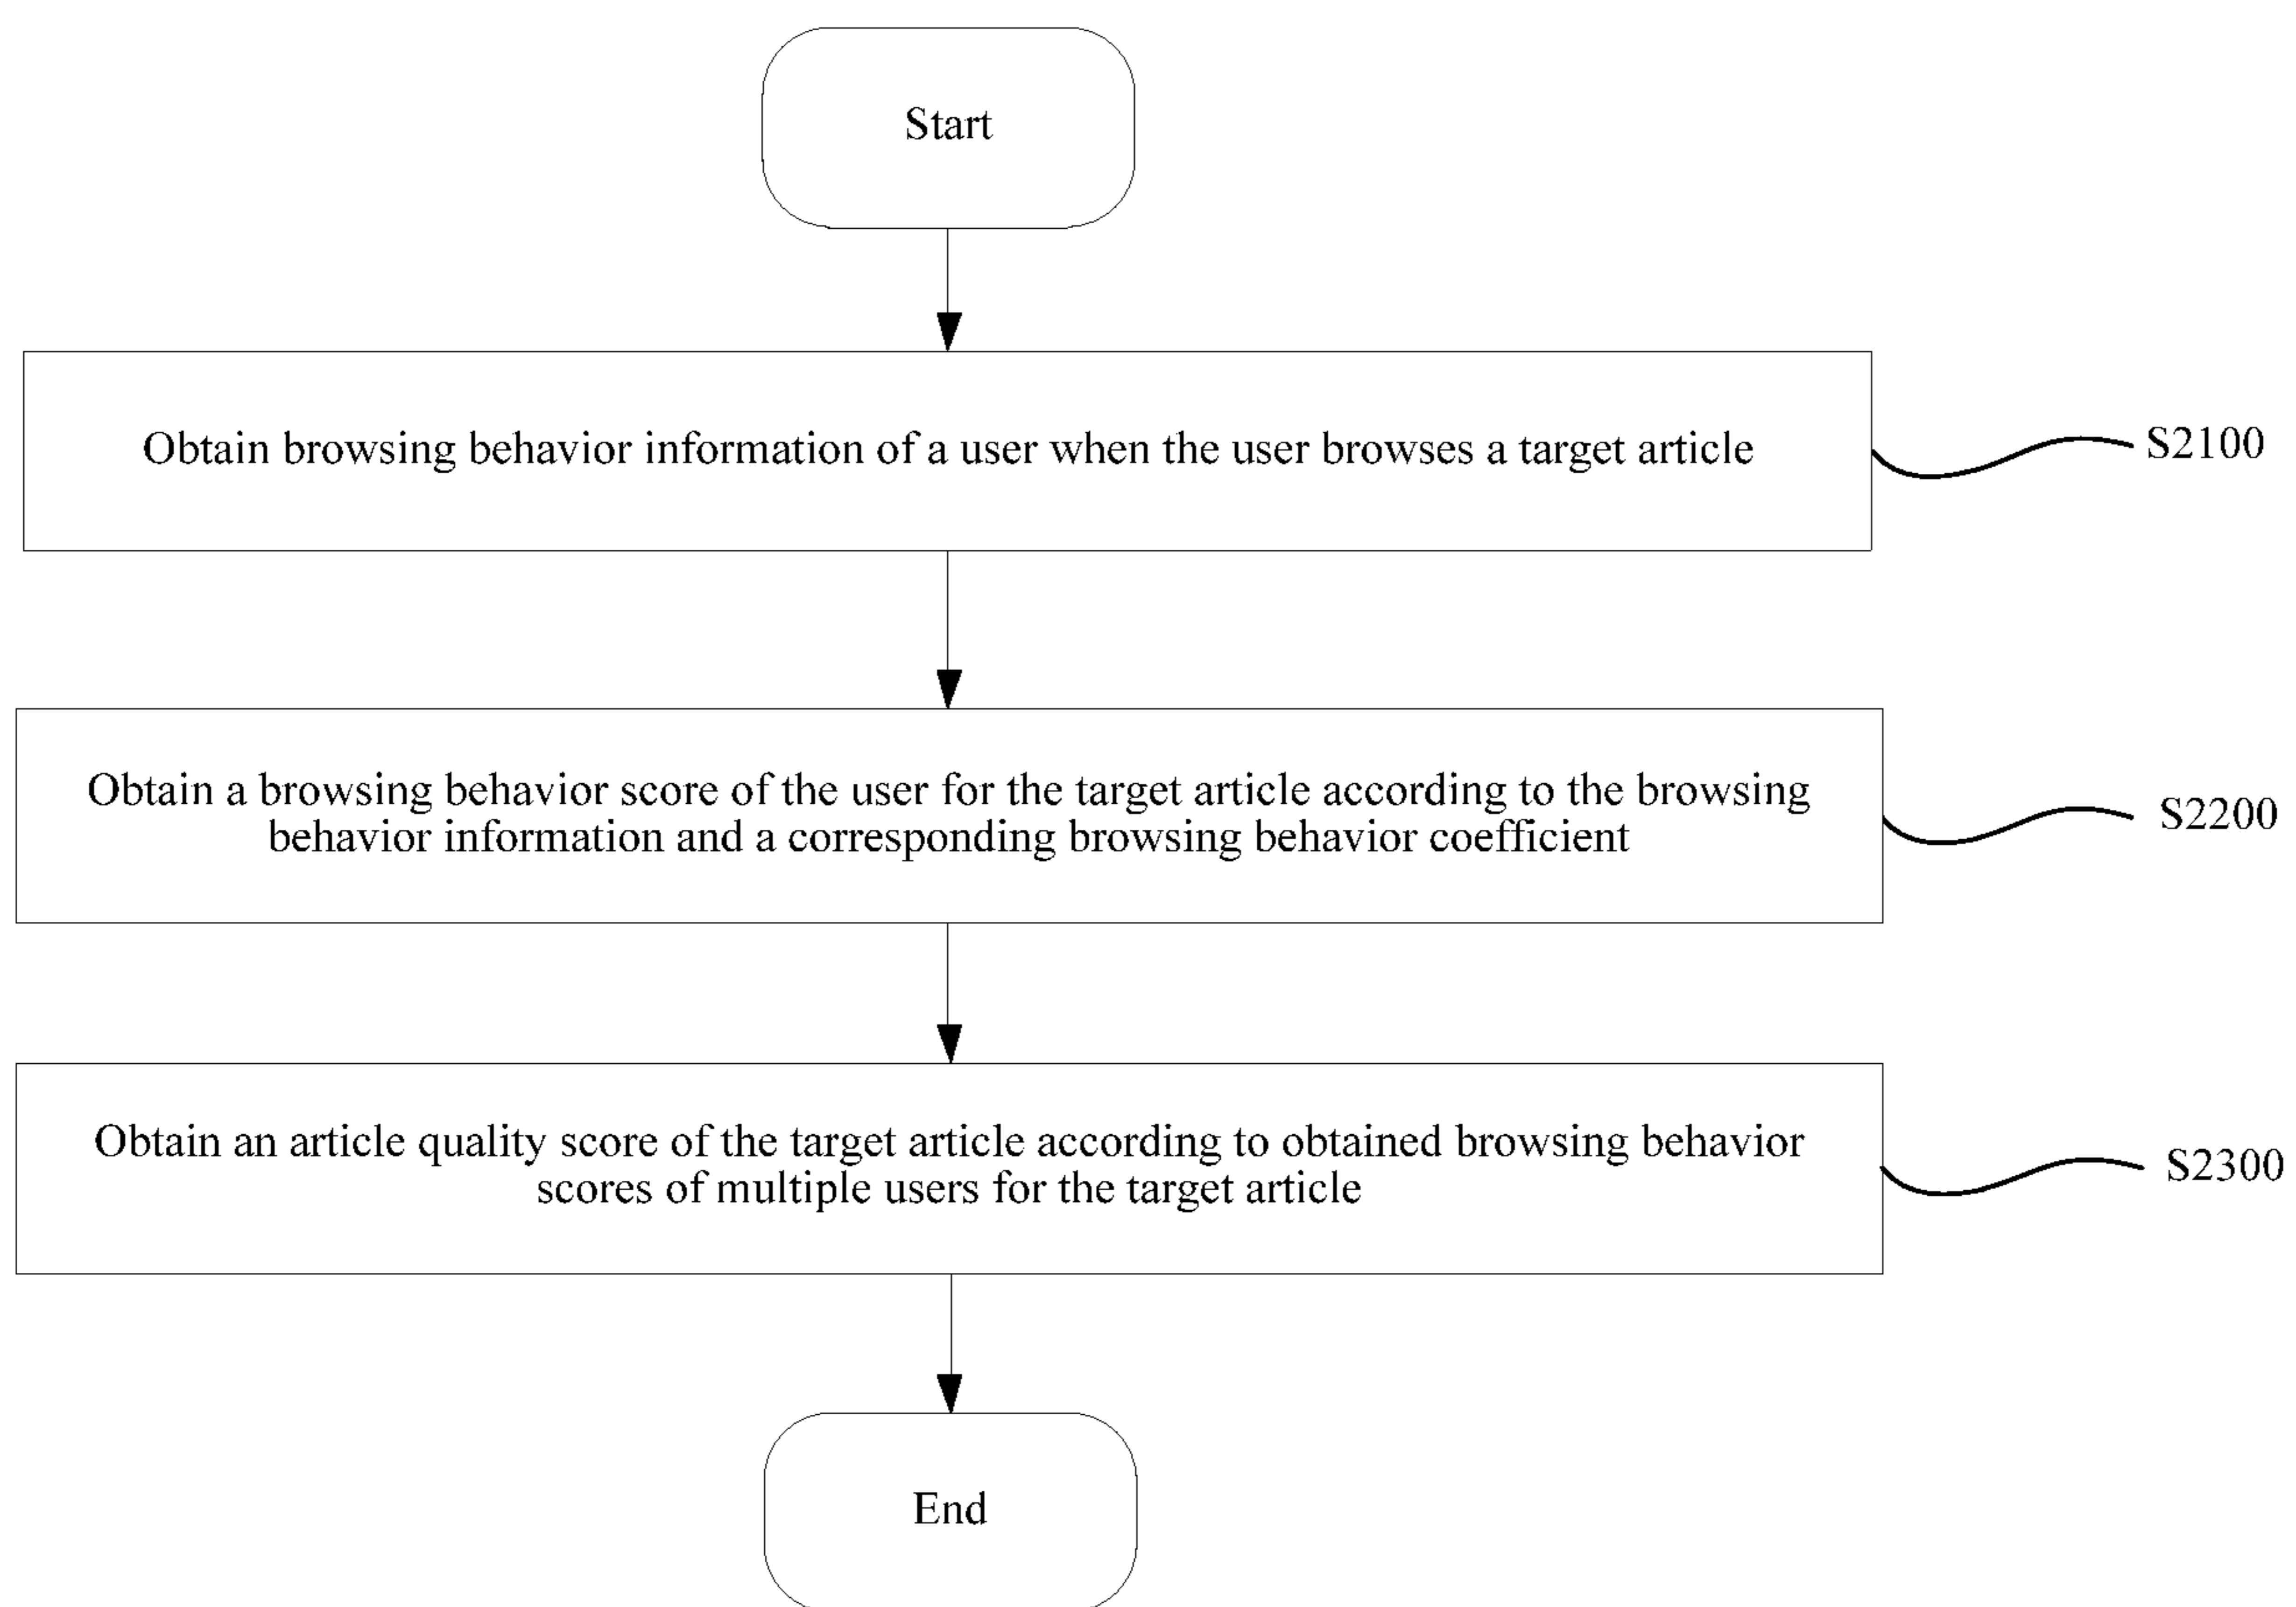 Start
Obtain browsing behavior information of a user when the user browses a target article
S2100
Obtain a browsing behavior score of the user for the target article according to the browsing
behavior information and a corresponding browsing behavior coefficient
S2200
Obtain an article quality score of the target article according to obtained browsing behavior
scores of multiple users for the target article
S2300
End